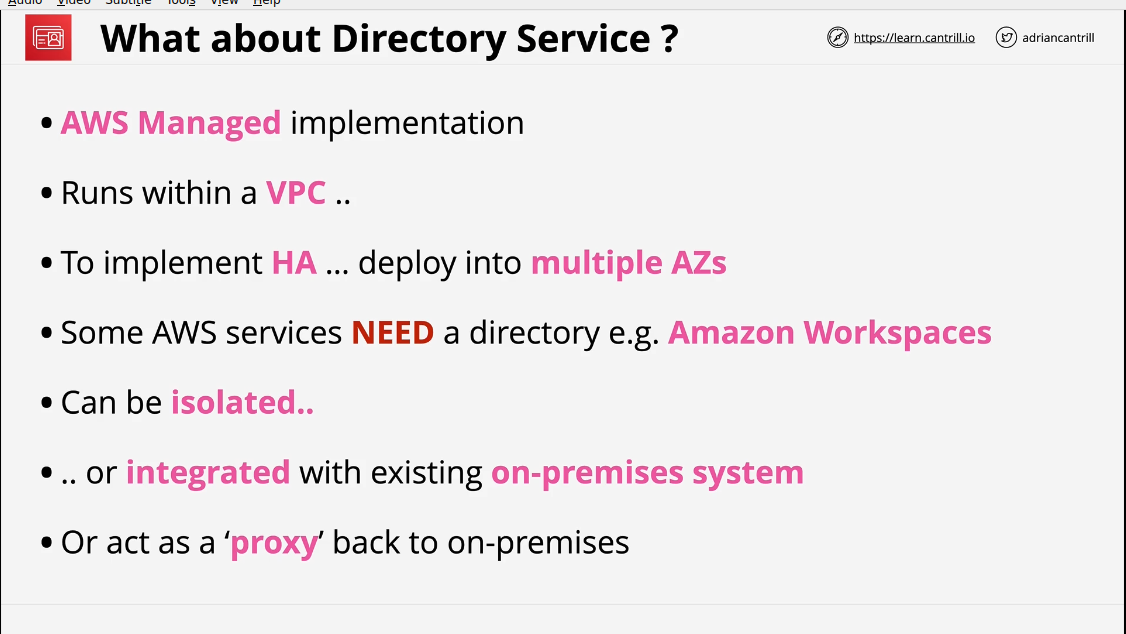 Audio Video Subtitle Tools View Help
What about Directory Service ?
https://learn.cantrill.io
adriancantrill
• AWS Managed implementation
• Runs within a VPC ..
• To implement HA ... deploy into multiple AZs
• Some AWS services NEED a directory e.g. Amazon Workspaces
• Can be isolated..
• .. or integrated with existing on-premises system
• Or act as a ‘proxy’ back to on-premises